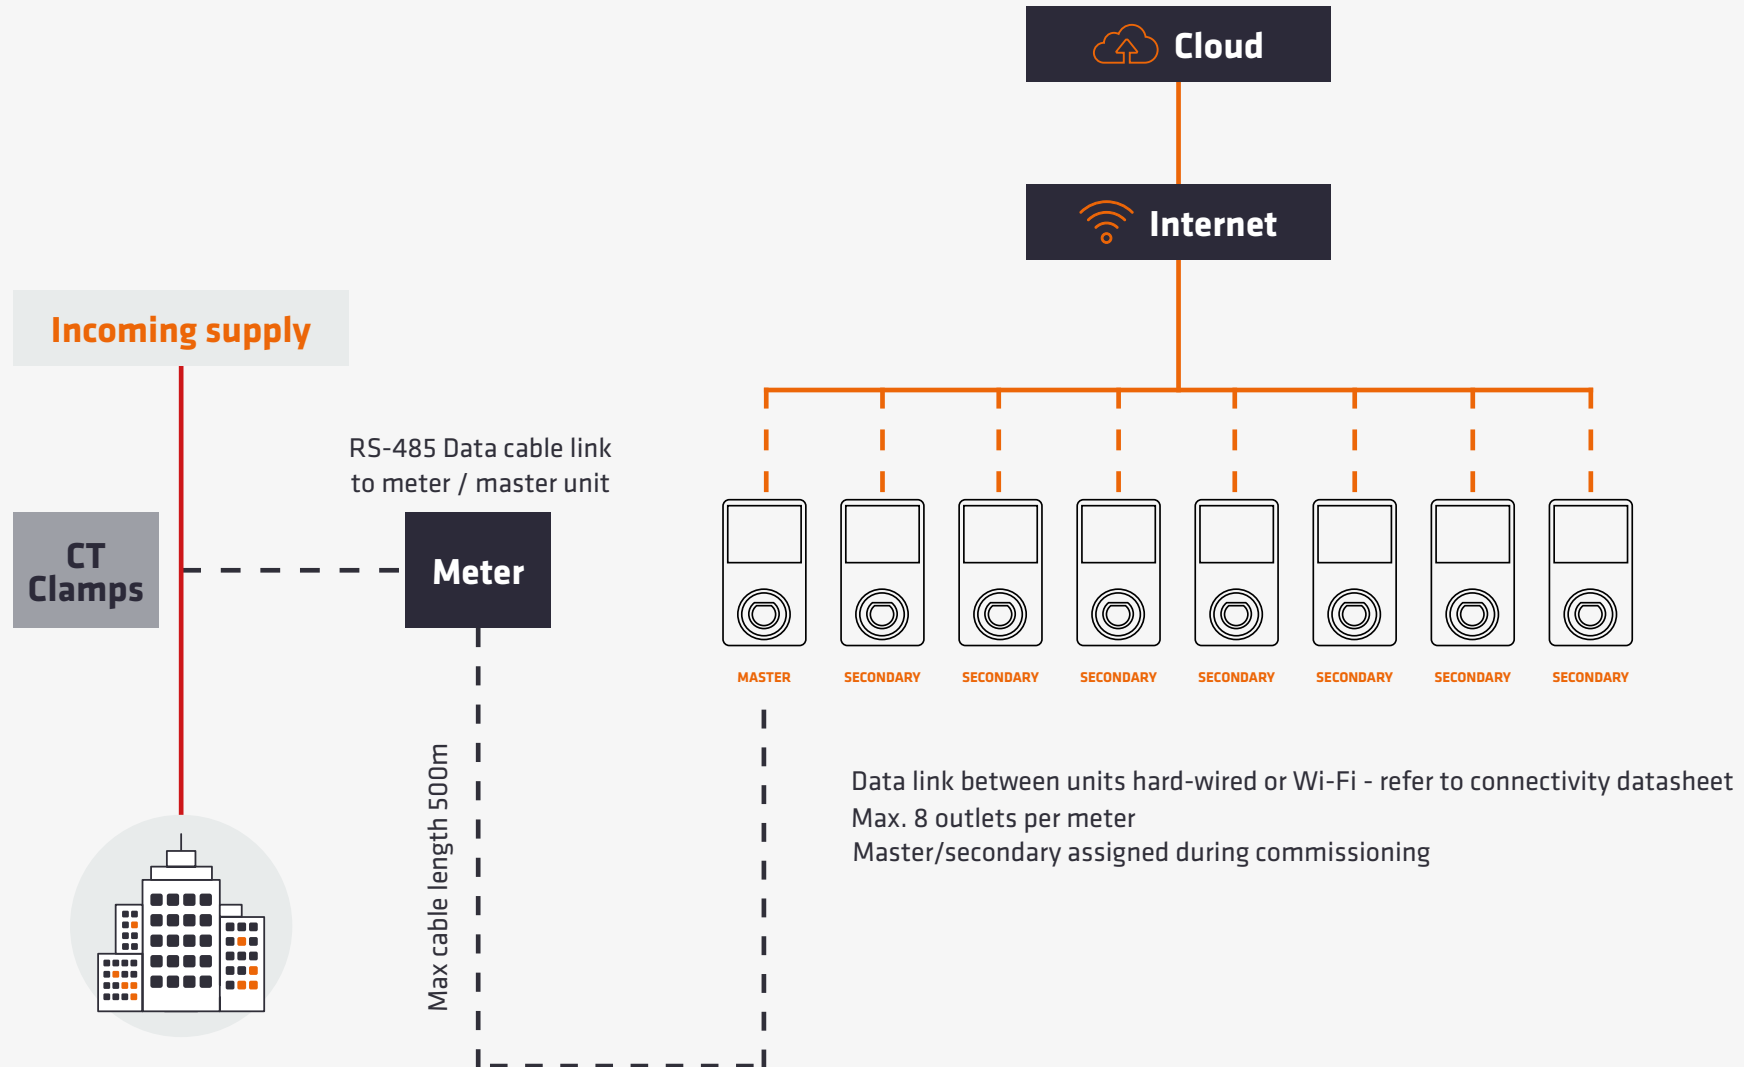 Cloud
Internet
Incoming supply
RS-485 Data cable link
to meter / master unit
CT
Clamps
Meter
MASTER
SECONDARY
SECONDARY
SECONDARY
SECONDARY
SECONDARY
SECONDARY
SECONDARY
Max cable length 500m
Data link between units hard-wired or Wi-Fi - refer to connectivity datasheet
Max. 8 outlets per meter
Master/secondary assigned during commissioning